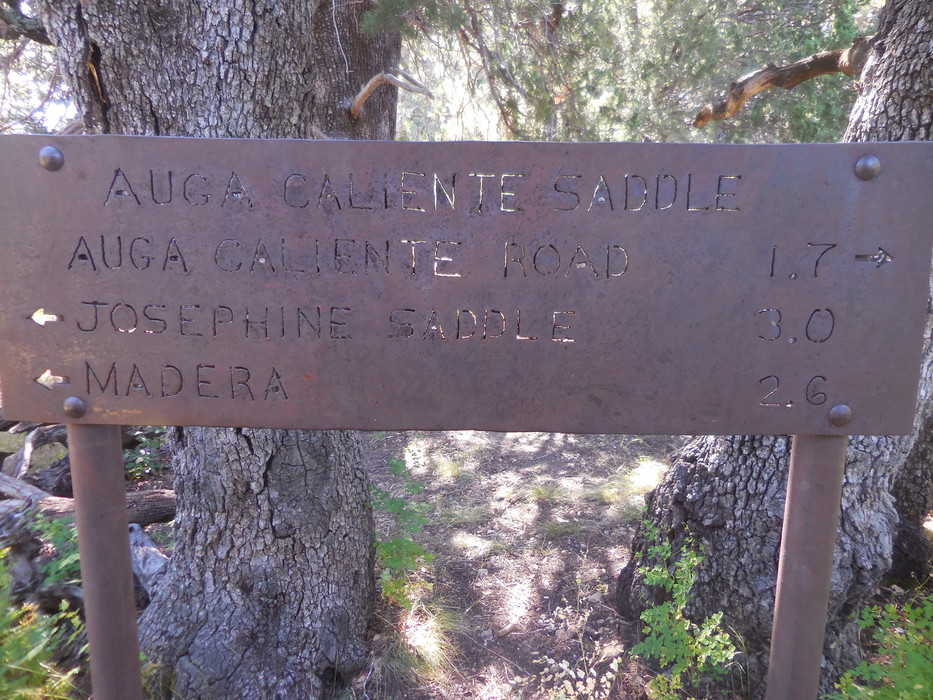 AUGA CALIENTE SADDLE
AUGA CALIENTE ROAD 1.7 →
← JOSEPHINE SADDLE 3.0
← MADERA 2.6